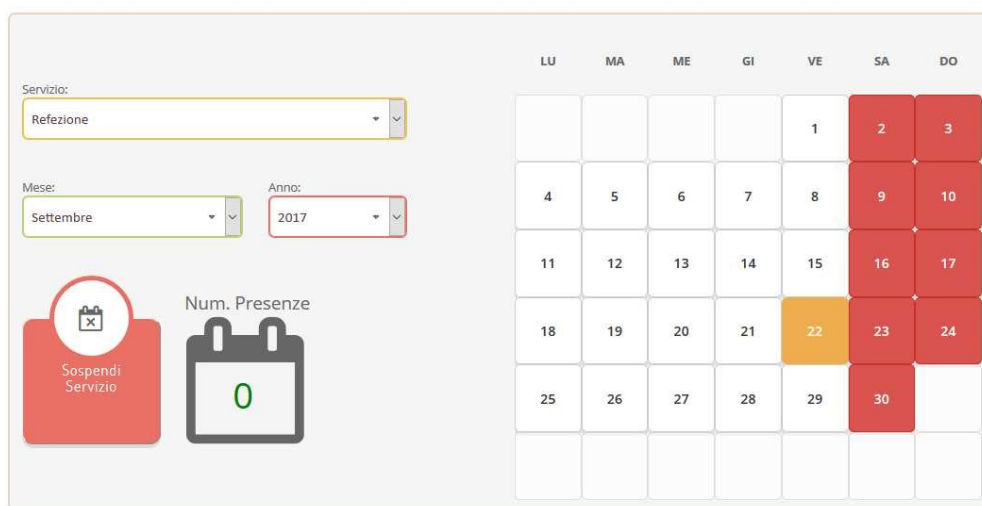 Servizio:
Refezione
Mese:
Anno:
Settembre
2017
Sospendi
Servizio
Num. Presenze
0
LU MA ME GI VE SA DO
1 2 3
4 5 6 7 8 9 10
11 12 13 14 15 16 17
18 19 20 21 22 23 24
25 26 27 28 29 30